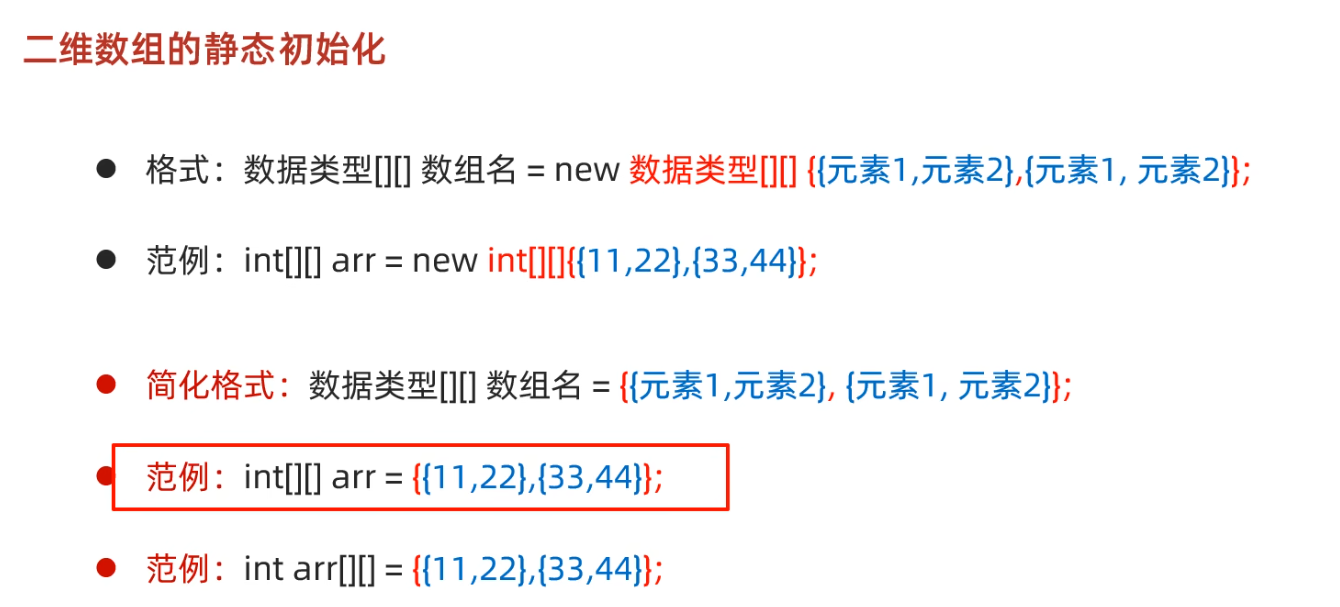 二维数组的静态初始化
● 格式：数据类型[][] 数组名 = new 数据类型[][] {{元素1,元素2},{元素1, 元素2}};
● 范例：int[][] arr = new int[][]{{11,22},{33,44}};
● 简化格式：数据类型[][] 数组名 = {{元素1,元素2}, {元素1, 元素2}};
● 范例：int[][] arr = {{11,22},{33,44}};
● 范例：int arr[][] = {{11,22},{33,44}};